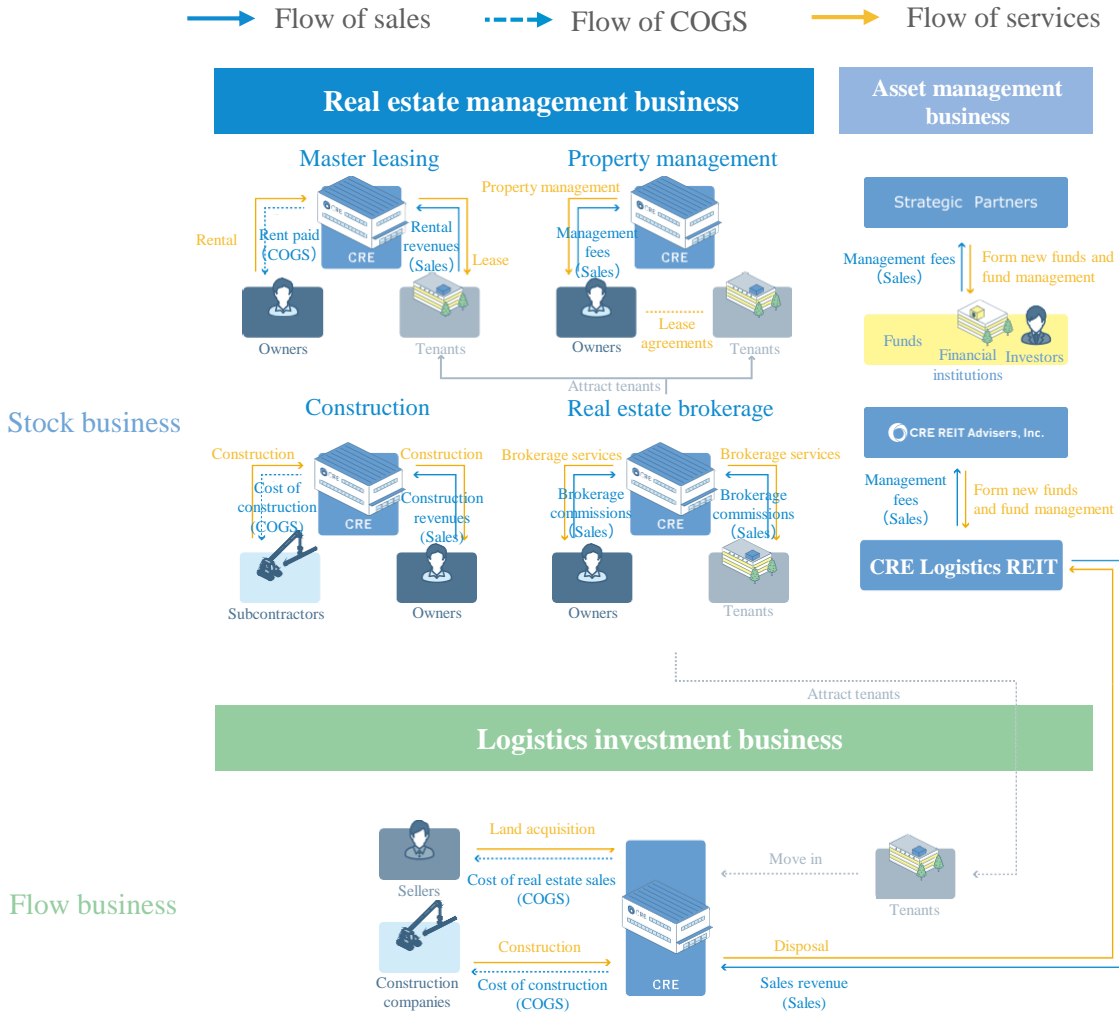 Flow of sales
Flow of COGS
Flow of services
Real estate management business
Asset management
business
Master leasing
Property management
Rental
Rent paid
(COGS)
CRE
CRE
Rental
revenues
(Sales)
Lease
Owners
Tenants
Property management
Management
fees
(Sales)
CRE
CRE
Owners
Lease
agreements
Tenants
Attract tenants
Strategic Partners
Management fees
(Sales)
Form new funds and
fund management
Funds
Financial
institutions
Investors
Stock business
Construction
Real estate brokerage
Construction
Cost of
construction
(COGS)
CRE
CRE
Construction
Construction
revenues
(Sales)
Subcontractors
Owners
Brokerage services
Brokerage
commissions
(Sales)
CRE
CRE
Brokerage services
Brokerage
commissions
(Sales)
Owners
Tenants
CRE REIT Advisers, Inc.
Management
fees
(Sales)
Form new funds
and fund management
CRE Logistics REIT
Attract tenants
Logistics investment business
Flow business
Sellers
Land acquisition
Cost of real estate sales
(COGS)
Construction
companies
Construction
Cost of construction
(COGS)
CRE
CRE
Move in
Tenants
Disposal
Sales revenue
(Sales)